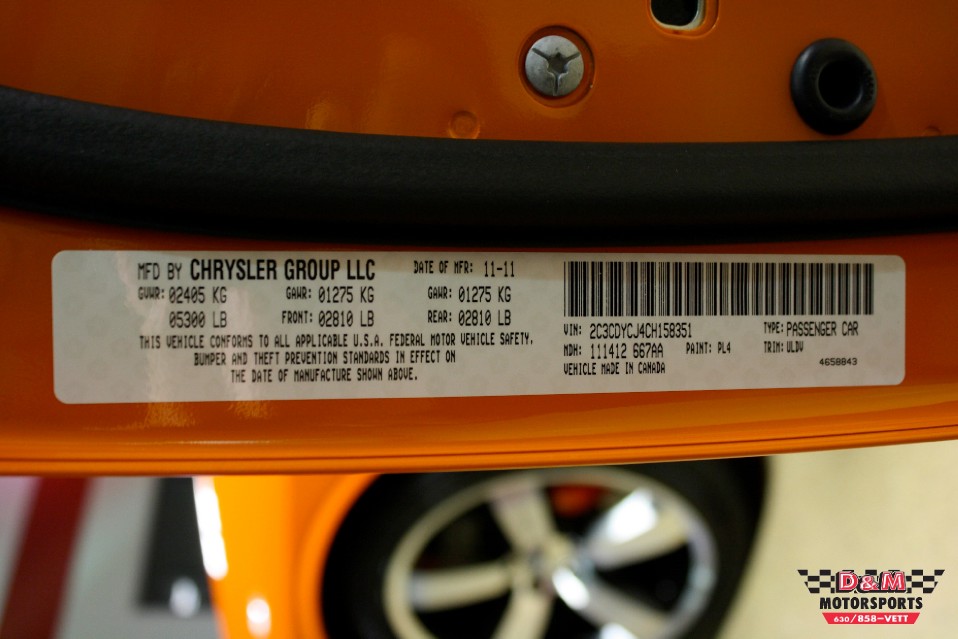 MFD BY CHRYSLER GROUP LLC DATE OF MFR: 11-11
GVWR: 02405 KG GAWR: 01275 KG GAWR: 01275 KG
05300 LB FRONT: 02810 LB REAR: 02810 LB
THIS VEHICLE CONFORMS TO ALL APPLICABLE U.S.A. FEDERAL MOTOR VEHICLE SAFETY,
BUMPER AND THEFT PREVENTION STANDARDS IN EFFECT ON
THE DATE OF MANUFACTURE SHOWN ABOVE.
VIN: 2C3CDYCJ4CH158351 TYPE: PASSENGER CAR
MDH: 111412 667AA PAINT: PL4 TRIM: ULDV
VEHICLE MADE IN CANADA 4658843
D&M
MOTORSPORTS
630/858-VETT